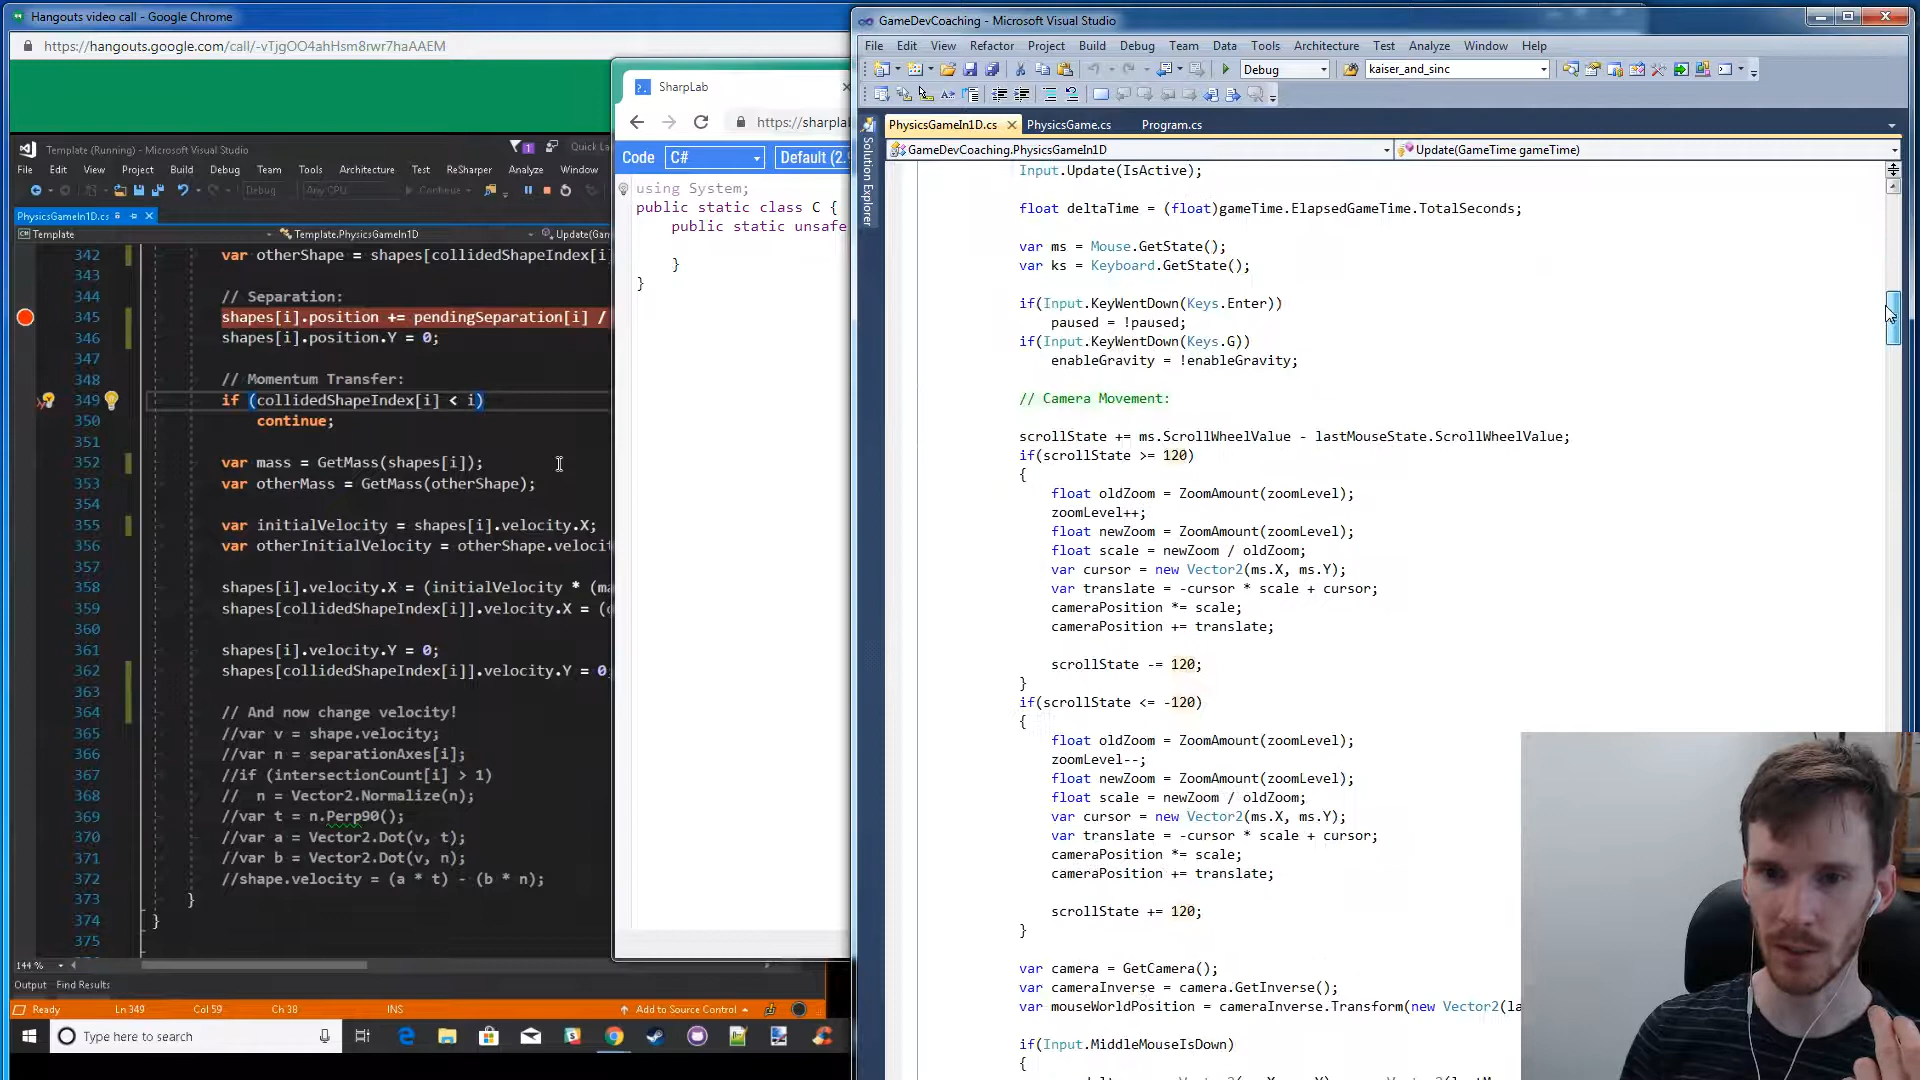 Hangouts video call - Google Chrome
https://hangouts.google.com/call/-vTjgOO4ahHsm8rwr7haAAEM
Template (Running) - Microsoft Visual Studio
1
Quick La
File Edit View Project Build Debug Team Tools Architecture Test ReSharper Analyze Window
Debug Any CPU Continue
PhysicsGameIn1D.cs
Template
Template.PhysicsGameIn1D
Update(Gam
342 var otherShape = shapes[collidedShapeIndex[i]
343
344 // Separation:
345 shapes[i].position += pendingSeparation[i] /
346 shapes[i].position.Y = 0;
347
348 // Momentum Transfer:
349 if (collidedShapeIndex[i] < i)
350 continue;
351
352 var mass = GetMass(shapes[i]);
353 var otherMass = GetMass(otherShape);
354
355 var initialVelocity = shapes[i].velocity.X;
356 var otherInitialVelocity = otherShape.velocit
357
358 shapes[i].velocity.X = (initialVelocity * (ma
359 shapes[collidedShapeIndex[i]].velocity.X = (
360
361 shapes[i].velocity.Y = 0;
362 shapes[collidedShapeIndex[i]].velocity.Y = 0
363
364 // And now change velocity!
365 //var v = shape.velocity;
366 //var n = separationAxes[i];
367 //if (intersectionCount[i] > 1)
368 // n = Vector2.Normalize(n);
369 //var t = n.Perp90();
370 //var a = Vector2.Dot(v, t);
371 //var b = Vector2.Dot(v, n);
372 //shape.velocity = (a * t) - (b * n);
373 }
374 }
375
144 %
Output Find Results
Ready Ln 349 Col 59 Ch 38 INS Add to Source Control
Type here to search
SharpLab
https://sharplab
Code C# Default (2.
using System;
public static class C {
public static unsafe
}
}
GameDevCoaching - Microsoft Visual Studio
File Edit View Refactor Project Build Debug Team Data Tools Architecture Test Analyze Window Help
Debug kaiser_and_sinc
PhysicsGameIn1D.cs PhysicsGame.cs Program.cs
GameDevCoaching.PhysicsGameIn1D Update(GameTime gameTime)
Solution Explorer
Input.Update(IsActive);
float deltaTime = (float)gameTime.ElapsedGameTime.TotalSeconds;
var ms = Mouse.GetState();
var ks = Keyboard.GetState();
if(Input.KeyWentDown(Keys.Enter))
paused = !paused;
if(Input.KeyWentDown(Keys.G))
enableGravity = !enableGravity;
// Camera Movement:
scrollState += ms.ScrollWheelValue - lastMouseState.ScrollWheelValue;
if(scrollState >= 120)
{
float oldZoom = ZoomAmount(zoomLevel);
zoomLevel++;
float newZoom = ZoomAmount(zoomLevel);
float scale = newZoom / oldZoom;
var cursor = new Vector2(ms.X, ms.Y);
var translate = -cursor * scale + cursor;
cameraPosition *= scale;
cameraPosition += translate;
scrollState -= 120;
}
if(scrollState <= -120)
{
float oldZoom = ZoomAmount(zoomLevel);
zoomLevel--;
float newZoom = ZoomAmount(zoomLevel);
float scale = newZoom / oldZoom;
var cursor = new Vector2(ms.X, ms.Y);
var translate = -cursor * scale + cursor;
cameraPosition *= scale;
cameraPosition += translate;
scrollState += 120;
}
var camera = GetCamera();
var cameraInverse = camera.GetInverse();
var mouseWorldPosition = cameraInverse.Transform(new Vector2(la
if(Input.MiddleMouseIsDown)
{